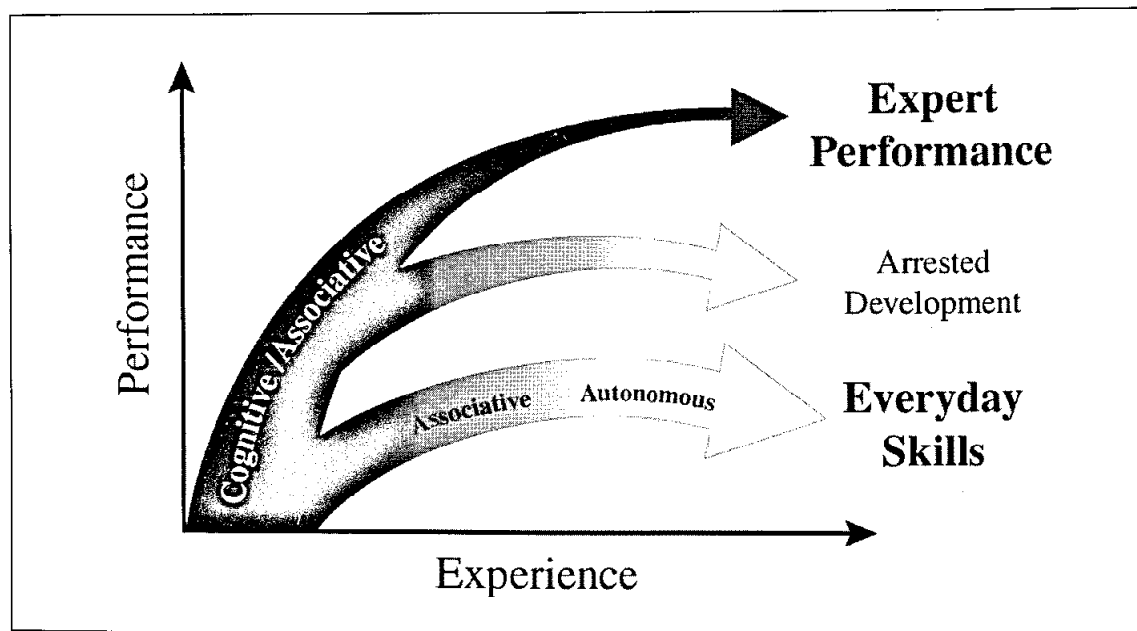 Expert
Performance
Arrested
Development
Everyday
Skills
Performance
Cognitive/Associative
Associative
Autonomous
Experience